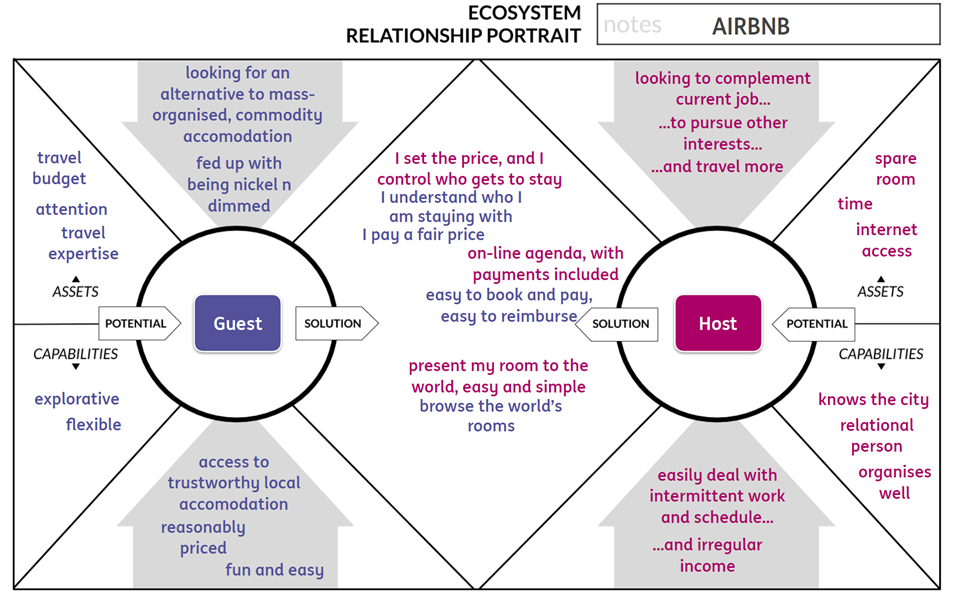 ECOSYSTEM
RELATIONSHIP PORTRAIT
notes
AIRBNB
looking for an
alternative to mass-
organised, commodity
accomodation
fed up with
being nickel n
dimmed
travel
budget
attention
travel
expertise
ASSETS
POTENTIAL
Guest
SOLUTION
CAPABILITIES
explorative
flexible
access to
trustworthy local
accomodation
reasonably
priced
fun and easy
I set the price, and I
control who gets to stay
I understand who I
am staying with
I pay a fair price
on-line agenda, with
payments included
easy to book and pay,
easy to reimburse
present my room to the
world, easy and simple
browse the world's
rooms
looking to complement
current job...
...to pursue other
interests...
...and travel more
spare
room
time
internet
access
ASSETS
SOLUTION
Host
POTENTIAL
CAPABILITIES
knows the city
relational
person
organises
well
easily deal with
intermittent work
and schedule...
...and irregular
income